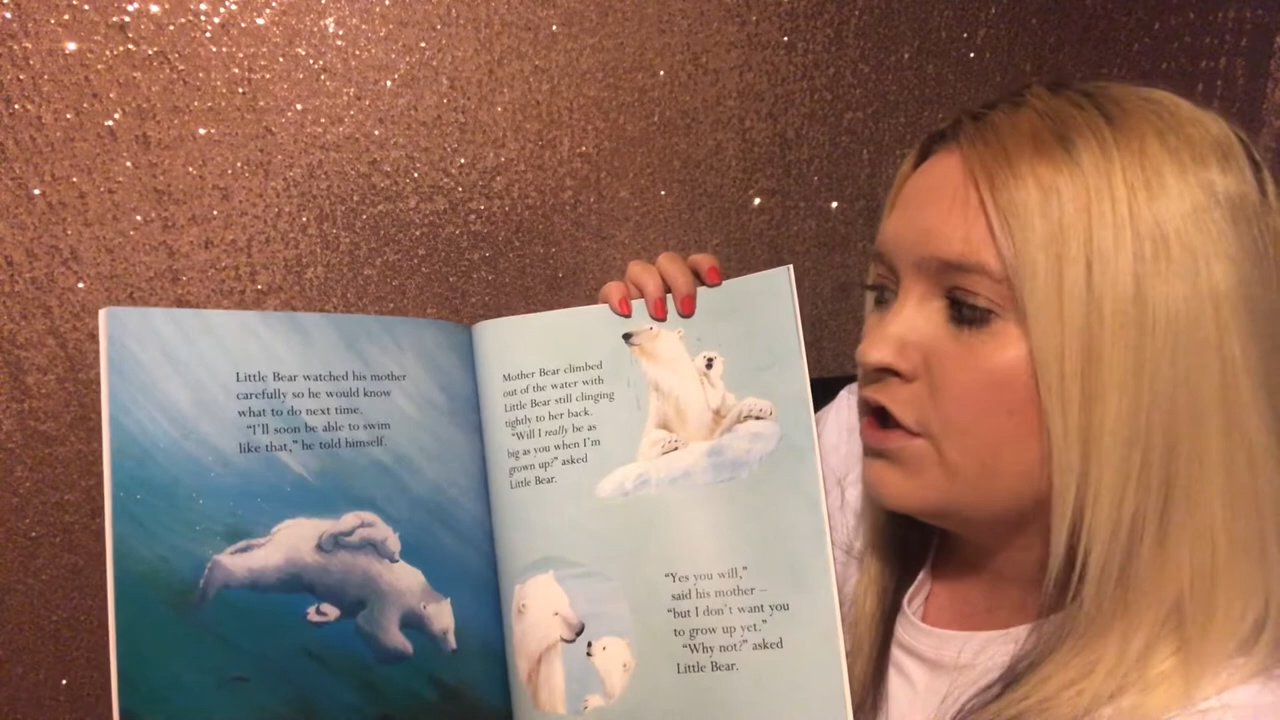 Little Bear watched his mother
carefully so he would know
what to do next time.
"I'll soon be able to swim
like that," he told himself.
Mother Bear climbed
out of the water with
Little Bear still clinging
tightly to her back.
"Will I really be as
big as you when I'm
grown up?" asked
Little Bear.
"Yes you will,"
said his mother –
"but I don't want you
to grow up yet."
"Why not?" asked
Little Bear.